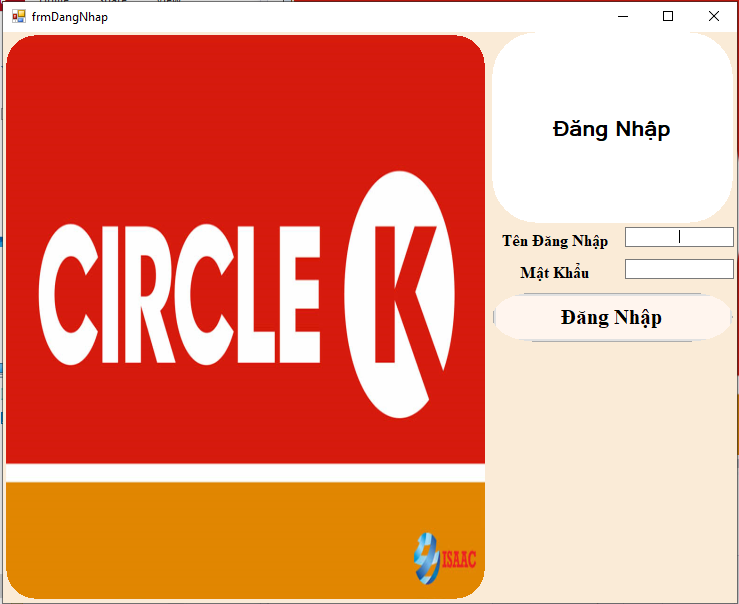 frmDangNhap
CIRCLE K
ISAAC
Đăng Nhập
Tên Đăng Nhập
Mật Khẩu
Đăng Nhập